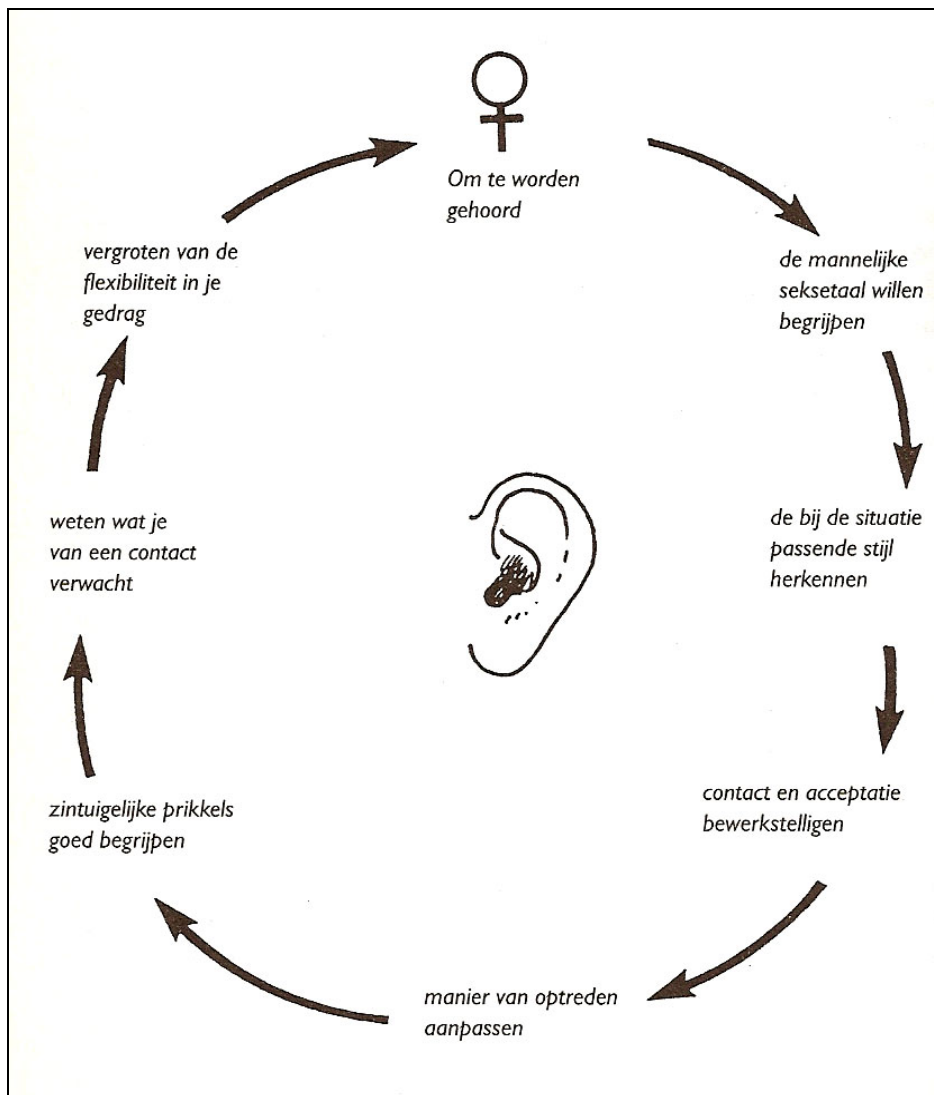 Om te worden
gehoord
de mannelijke
seksetaal willen
begrijpen
de bij de situatie
passende stijl
herkennen
contact en acceptatie
bewerkstelligen
manier van optreden
aanpassen
zintuigelijke prikkels
goed begrijpen
weten wat je
van een contact
verwacht
vergroten van de
flexibiliteit in je
gedrag